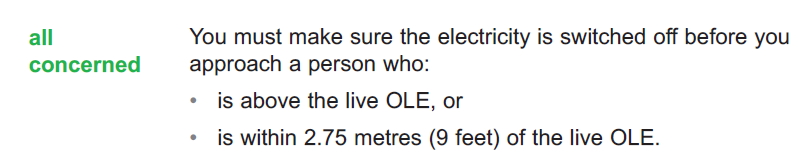 all
concerned
You must make sure the electricity is switched off before you
approach a person who:
• is above the live OLE, or
• is within 2.75 metres (9 feet) of the live OLE.